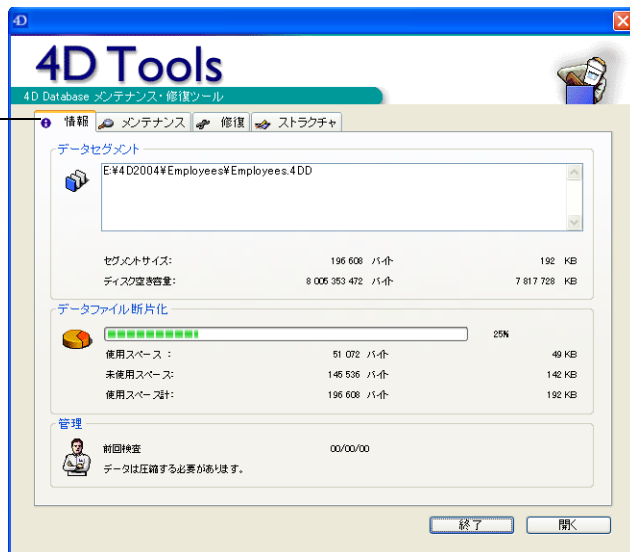 4D
4D Tools
4D Database メンテナンス・修復ツール
情報 メンテナンス 修復 ストラクチャ
データセグメント
E:¥4D2004¥Employees¥Employees.4DD
セグメントサイズ: 196 608 バイト 192 KB
ディスク空き容量: 8 005 353 472 バイト 7 817 728 KB
データファイル断片化
25%
使用スペース : 51 072 バイト 49 KB
未使用スペース: 145 536 バイト 142 KB
使用スペース計: 196 608 バイト 192 KB
管理
前回検査 00/00/00
データは圧縮する必要があります。
終了 開く